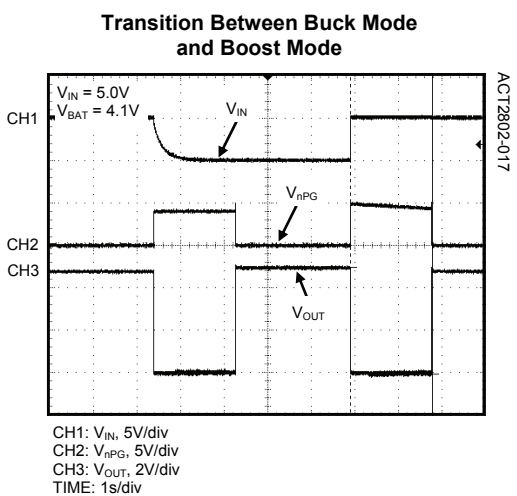 Transition Between Buck Mode
and Boost Mode
VIN = 5.0V
VBAT = 4.1V
CH1
VIN
ACT2802-017
VnPG
CH2
CH3
VOUT
CH1: VIN, 5V/div
CH2: VnPG, 5V/div
CH3: VOUT, 2V/div
TIME: 1s/div